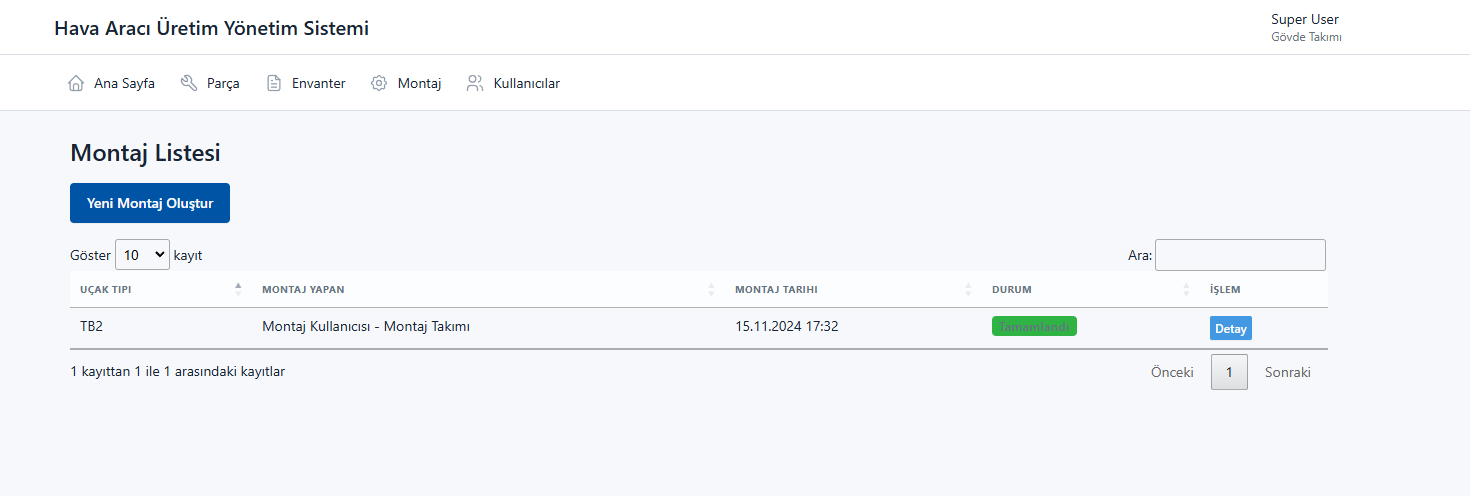 Hava Aracı Üretim Yönetim Sistemi
Super User
Gövde Takımı
Ana Sayfa Parça Envanter Montaj Kullanıcılar
Montaj Listesi
Yeni Montaj Oluştur
Göster 10 kayıt Ara:
UÇAK TIPI MONTAJ YAPAN MONTAJ TARIHI DURUM İŞLEM
TB2 Montaj Kullanıcısı - Montaj Takımı 15.11.2024 17:32 Tamamlandı Detay
1 kayıttan 1 ile 1 arasındaki kayıtlar Önceki 1 Sonraki